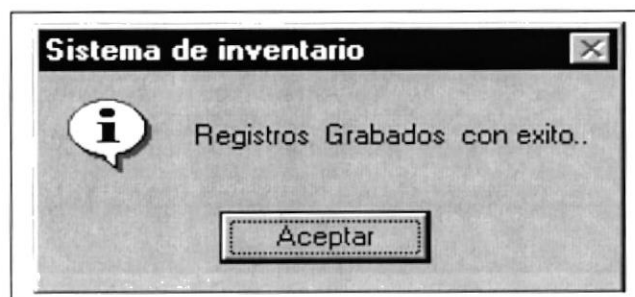 Sistema de inventario
Registros Grabados con exito..
Aceptar